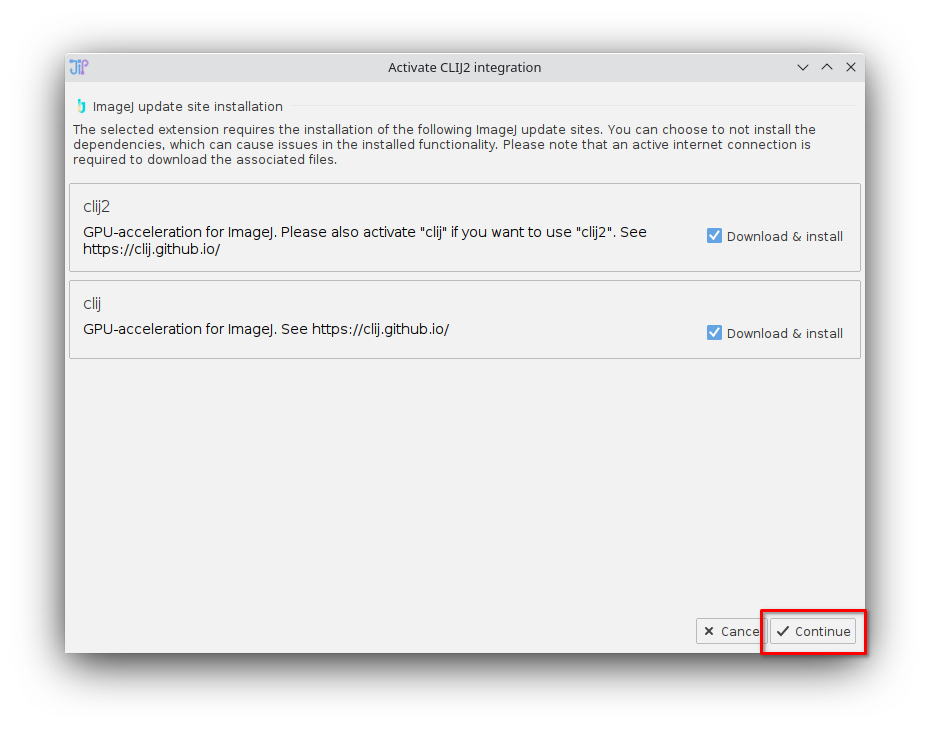 JIP
Activate CLIJ2 integration
ImageJ update site installation
The selected extension requires the installation of the following ImageJ update sites. You can choose to not install the
dependencies, which can cause issues in the installed functionality. Please note that an active internet connection is
required to download the associated files.
clij2
GPU-acceleration for ImageJ. Please also activate "clij" if you want to use "clij2". See
https://clij.github.io/
Download & install
clij
GPU-acceleration for ImageJ. See https://clij.github.io/
Download & install
Cance
Continue